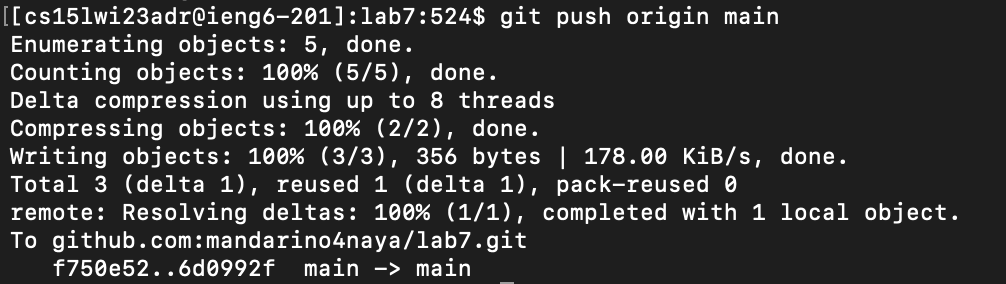 [[cs15lwi23adr@ieng6-201]:lab7:524$ git push origin main
Enumerating objects: 5, done.
Counting objects: 100% (5/5), done.
Delta compression using up to 8 threads
Compressing objects: 100% (2/2), done.
Writing objects: 100% (3/3), 356 bytes | 178.00 KiB/s, done.
Total 3 (delta 1), reused 1 (delta 1), pack-reused 0
remote: Resolving deltas: 100% (1/1), completed with 1 local object.
To github.com:mandarino4naya/lab7.git
   f750e52..6d0992f  main -> main